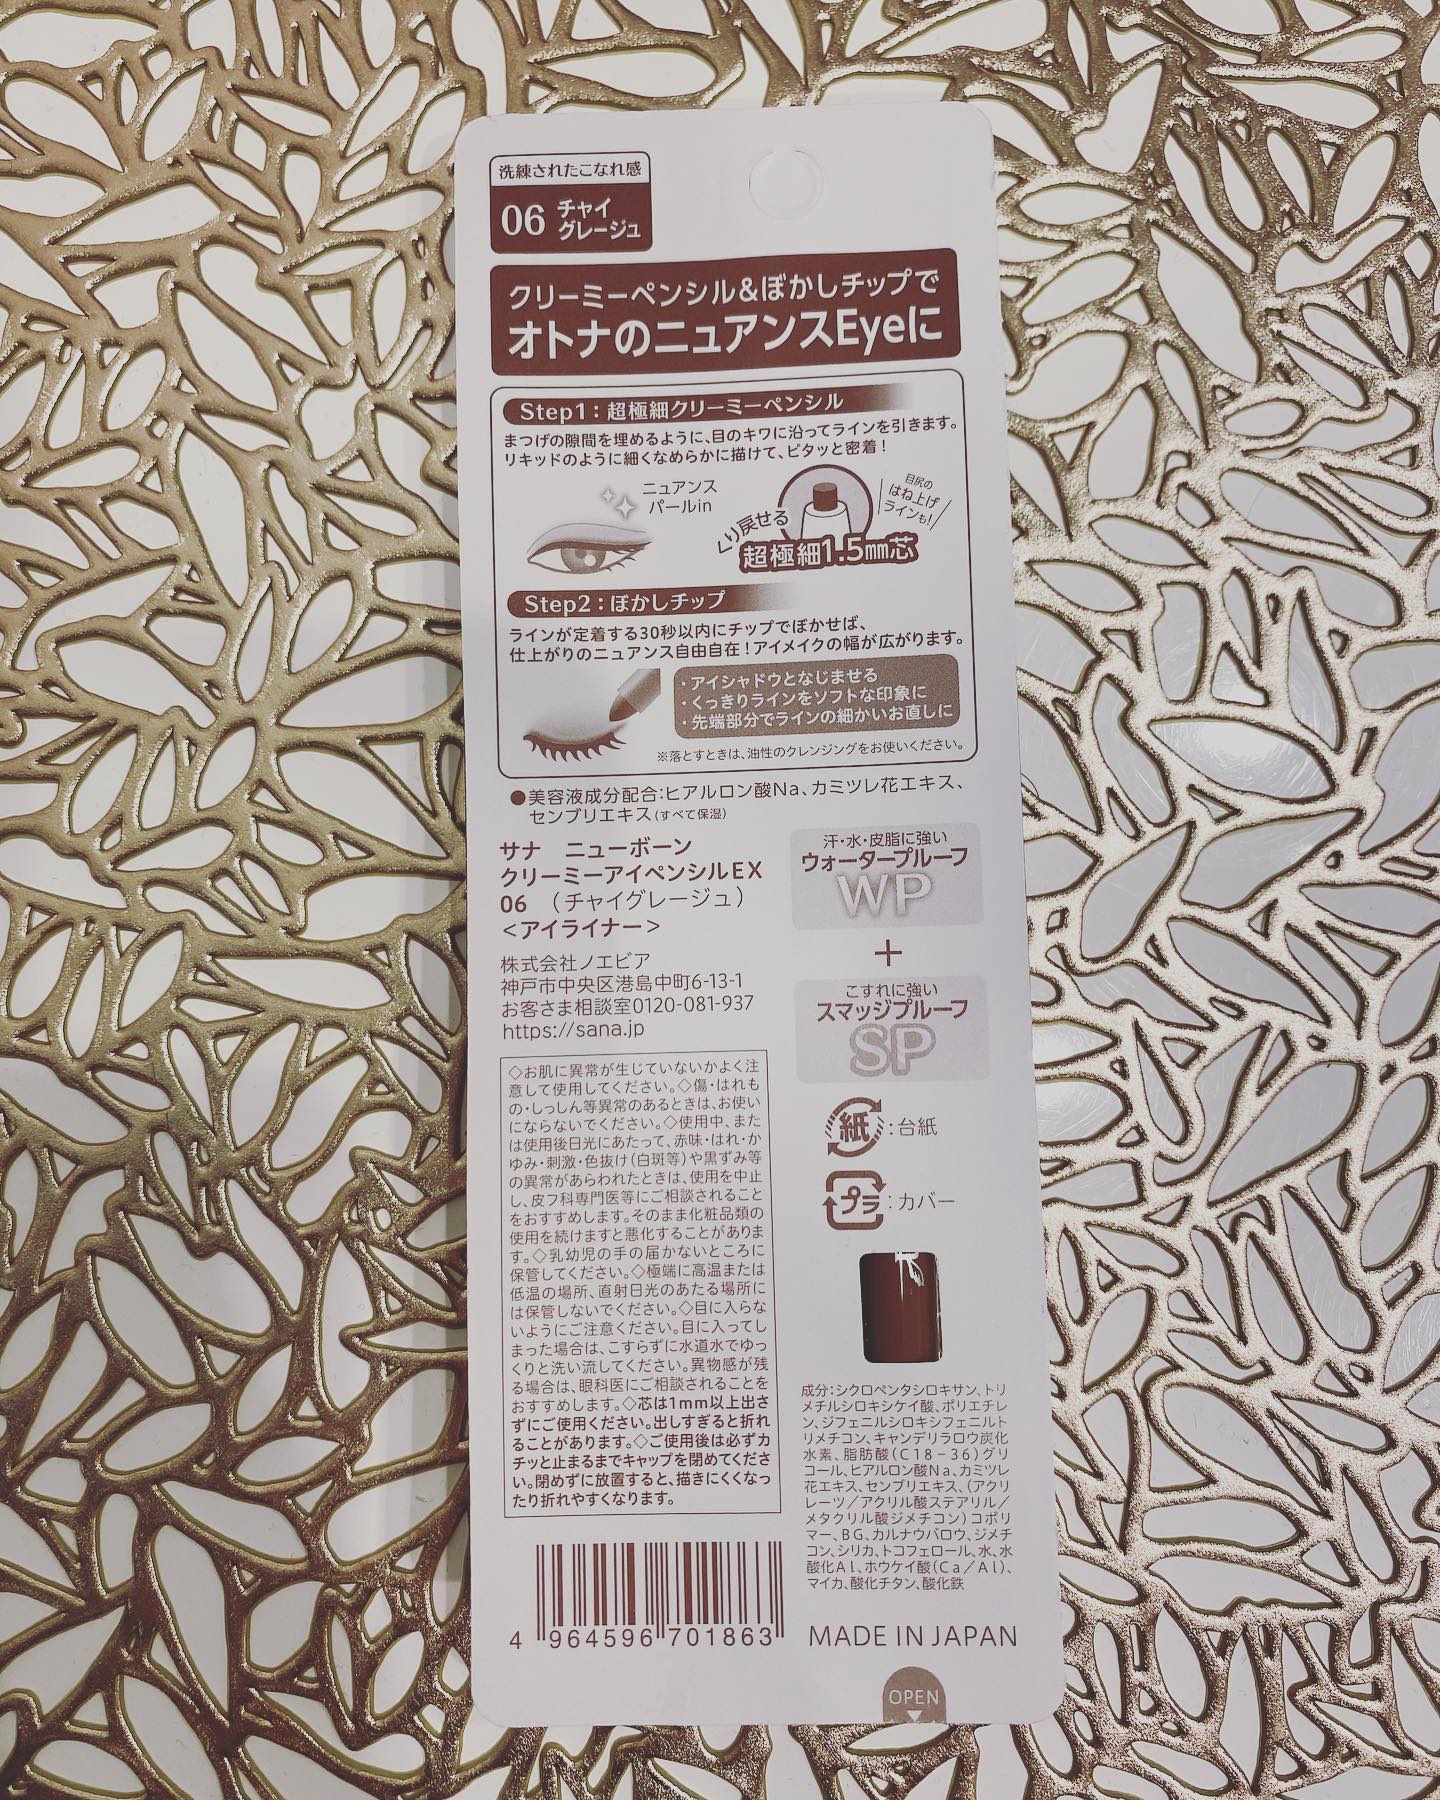 洗練されたこなれ感
06 チャイ
グレージュ
クリーミーペンシル&ぼかしチップで
オトナのニュアンスEyeに
Step1：超極細クリーミーペンシル
まつげの隙間を埋めるように、目のキワに沿ってラインを引きます。
リキッドのように細くなめらかに描けて、ピタッと密着！
ニュアンス
パールin
くり戻せる
超極細1.5mm芯
目尻の
はね上げ
ラインも！
Step2：ぼかしチップ
ラインが定着する30秒以内にチップでぼかせば、
仕上がりのニュアンス自由自在！アイメイクの幅が広がります。
・アイシャドウとなじませる
・くっきりラインをソフトな印象に
・先端部分でラインの細かいお直しに
※落とすときは、油性のクレンジングをお使いください。
●美容液成分配合：ヒアルロン酸Na、カミツレ花エキス、
センブリエキス(すべて保湿)
サナ　ニューボーン
クリーミーアイペンシルEX
06　（チャイグレージュ）
＜アイライナー＞
株式会社ノエビア
神戸市中央区港島中町6-13-1
お客さま相談室0120-081-937
https://sana.jp
汗・水・皮脂に強い
ウォータープルーフ
WP
＋
こすれに強い
スマッジプルーフ
SP
紙：台紙
プラ：カバー
◇お肌に異常が生じていないかよく注
意して使用してください。◇傷・はれも
の・しっしん等異常のあるときは、お使い
にならないでください。◇使用中、また
は使用後日光にあたって、赤味・はれ・か
ゆみ・刺激・色抜け(白斑等)や黒ずみ等
の異常があらわれたときは、使用を中止
し、皮フ科専門医等にご相談されること
をおすすめします。そのまま化粧品類の
使用を続けますと悪化することがありま
す。◇乳幼児の手の届かないところに
保管してください。◇極端に高温または
低温の場所、直射日光のあたる場所に
は保管しないでください。◇目に入らな
いようにご注意ください。目に入ってし
まった場合は、こすらずに水道水でゆっ
くりと洗い流してください。異物感が残
る場合は、眼科医にご相談されることを
おすすめします。◇芯は1mm以上出さ
ずにご使用ください。出しすぎると折れ
ることがあります。◇ご使用後は必ずカ
チッと止まるまでキャップを閉めてくださ
い。閉めずに放置すると、描きにくくなっ
たり折れやすくなります。
成分：シクロペンタシロキサン、トリ
メチルシロキシケイ酸、ポリエチレ
ン、ジフェニルシロキシフェニルト
リメチコン、キャンデリラロウ炭化
水素、脂肪酸(C18-36)グリ
コール、ヒアルロン酸Na、カミツレ
花エキス、センブリエキス、(アクリ
レーツ／アクリル酸ステアリル／
メタクリル酸ジメチコン)コポリ
マー、BG、カルナウバロウ、ジメチ
コン、シリカ、トコフェロール、水、水
酸化Al、ホウケイ酸(Ca／Al)、
マイカ、酸化チタン、酸化鉄
4 964596 701863
MADE IN JAPAN
OPEN